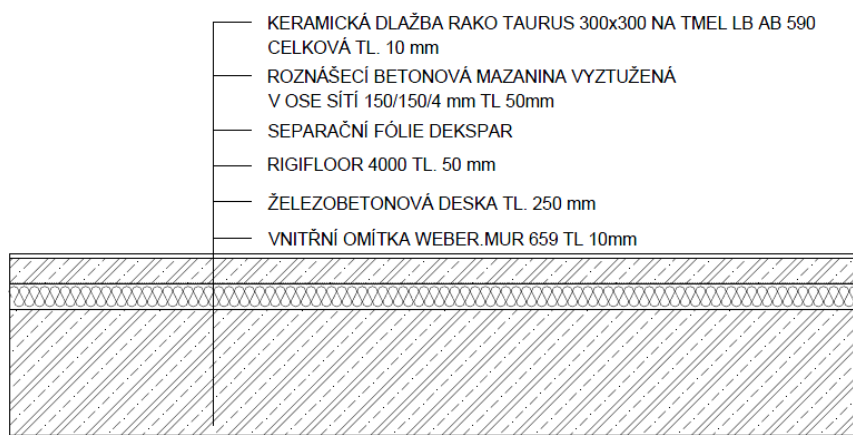 KERAMICKÁ DLAŽBA RAKO TAURUS 300x300 NA TMEL LB AB 590
CELKOVÁ TL. 10 mm
ROZNÁŠECÍ BETONOVÁ MAZANINA VYZTUŽENÁ
V OSE SÍTÍ 150/150/4 mm TL 50mm
SEPARAČNÍ FÓLIE DEKSPAR
RIGIFLOOR 4000 TL. 50 mm
ŽELEZOBETONOVÁ DESKA TL. 250 mm
VNITŘNÍ OMÍTKA WEBER.MUR 659 TL 10mm